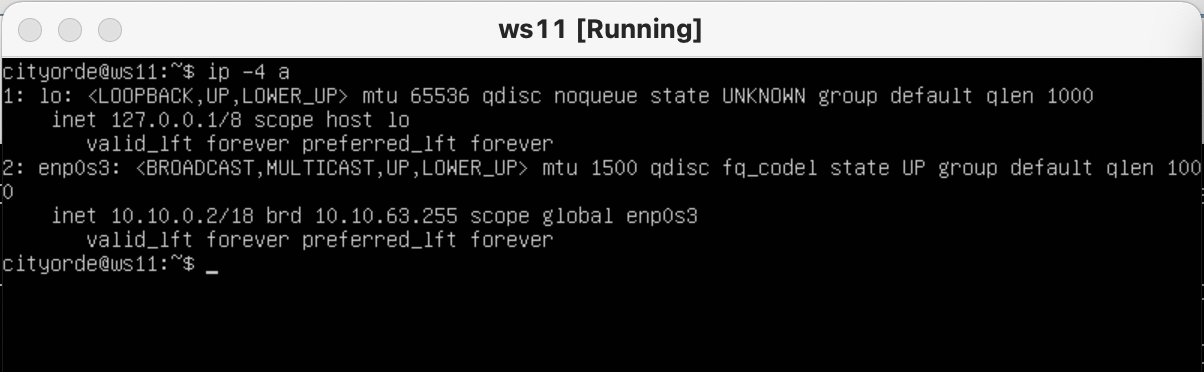 ws11 [Running]
cityorde@ws11:~$ ip -4 a
1: lo: <LOOPBACK,UP,LOWER_UP> mtu 65536 qdisc noqueue state UNKNOWN group default qlen 1000
    inet 127.0.0.1/8 scope host lo
       valid_lft forever preferred_lft forever
2: enp0s3: <BROADCAST,MULTICAST,UP,LOWER_UP> mtu 1500 qdisc fq_codel state UP group default qlen 100
0
    inet 10.10.0.2/18 brd 10.10.63.255 scope global enp0s3
       valid_lft forever preferred_lft forever
cityorde@ws11:~$ _